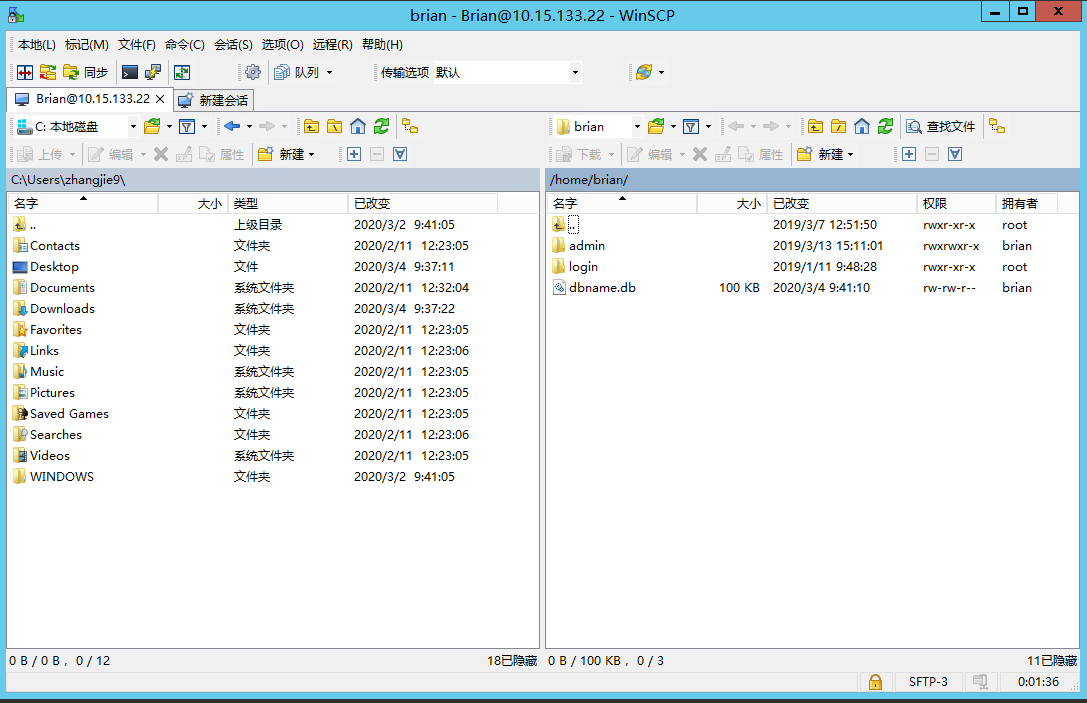 brian - Brian@10.15.133.22 - WinSCP
本地(L) 标记(M) 文件(F) 命令(C) 会话(S) 选项(O) 远程(R) 帮助(H)
同步 队列 传输选项 默认
Brian@10.15.133.22 × 新建会话
C: 本地磁盘
上传 编辑 属性 新建
C:\Users\zhangjie9\
名字 大小 类型 已改变
.. 上级目录 2020/3/2 9:41:05
Contacts 文件夹 2020/2/11 12:23:05
Desktop 文件 2020/3/4 9:37:11
Documents 系统文件夹 2020/2/11 12:32:04
Downloads 系统文件夹 2020/3/4 9:37:22
Favorites 文件夹 2020/2/11 12:23:05
Links 文件夹 2020/2/11 12:23:06
Music 系统文件夹 2020/2/11 12:23:05
Pictures 系统文件夹 2020/2/11 12:23:05
Saved Games 文件夹 2020/2/11 12:23:05
Searches 文件夹 2020/2/11 12:23:06
Videos 系统文件夹 2020/2/11 12:23:05
WINDOWS 文件夹 2020/3/2 9:41:05
0 B / 0 B， 0 / 12 18已隐藏
brian 查找文件
下载 编辑 属性 新建
/home/brian/
名字 大小 已改变 权限 拥有者
.. 2019/3/7 12:51:50 rwxr-xr-x root
admin 2019/3/13 15:11:01 rwxrwxr-x brian
login 2019/1/11 9:48:28 rwxr-xr-x root
dbname.db 100 KB 2020/3/4 9:41:10 rw-rw-r-- brian
0 B / 100 KB， 0 / 3 11已隐藏
SFTP-3 0:01:36